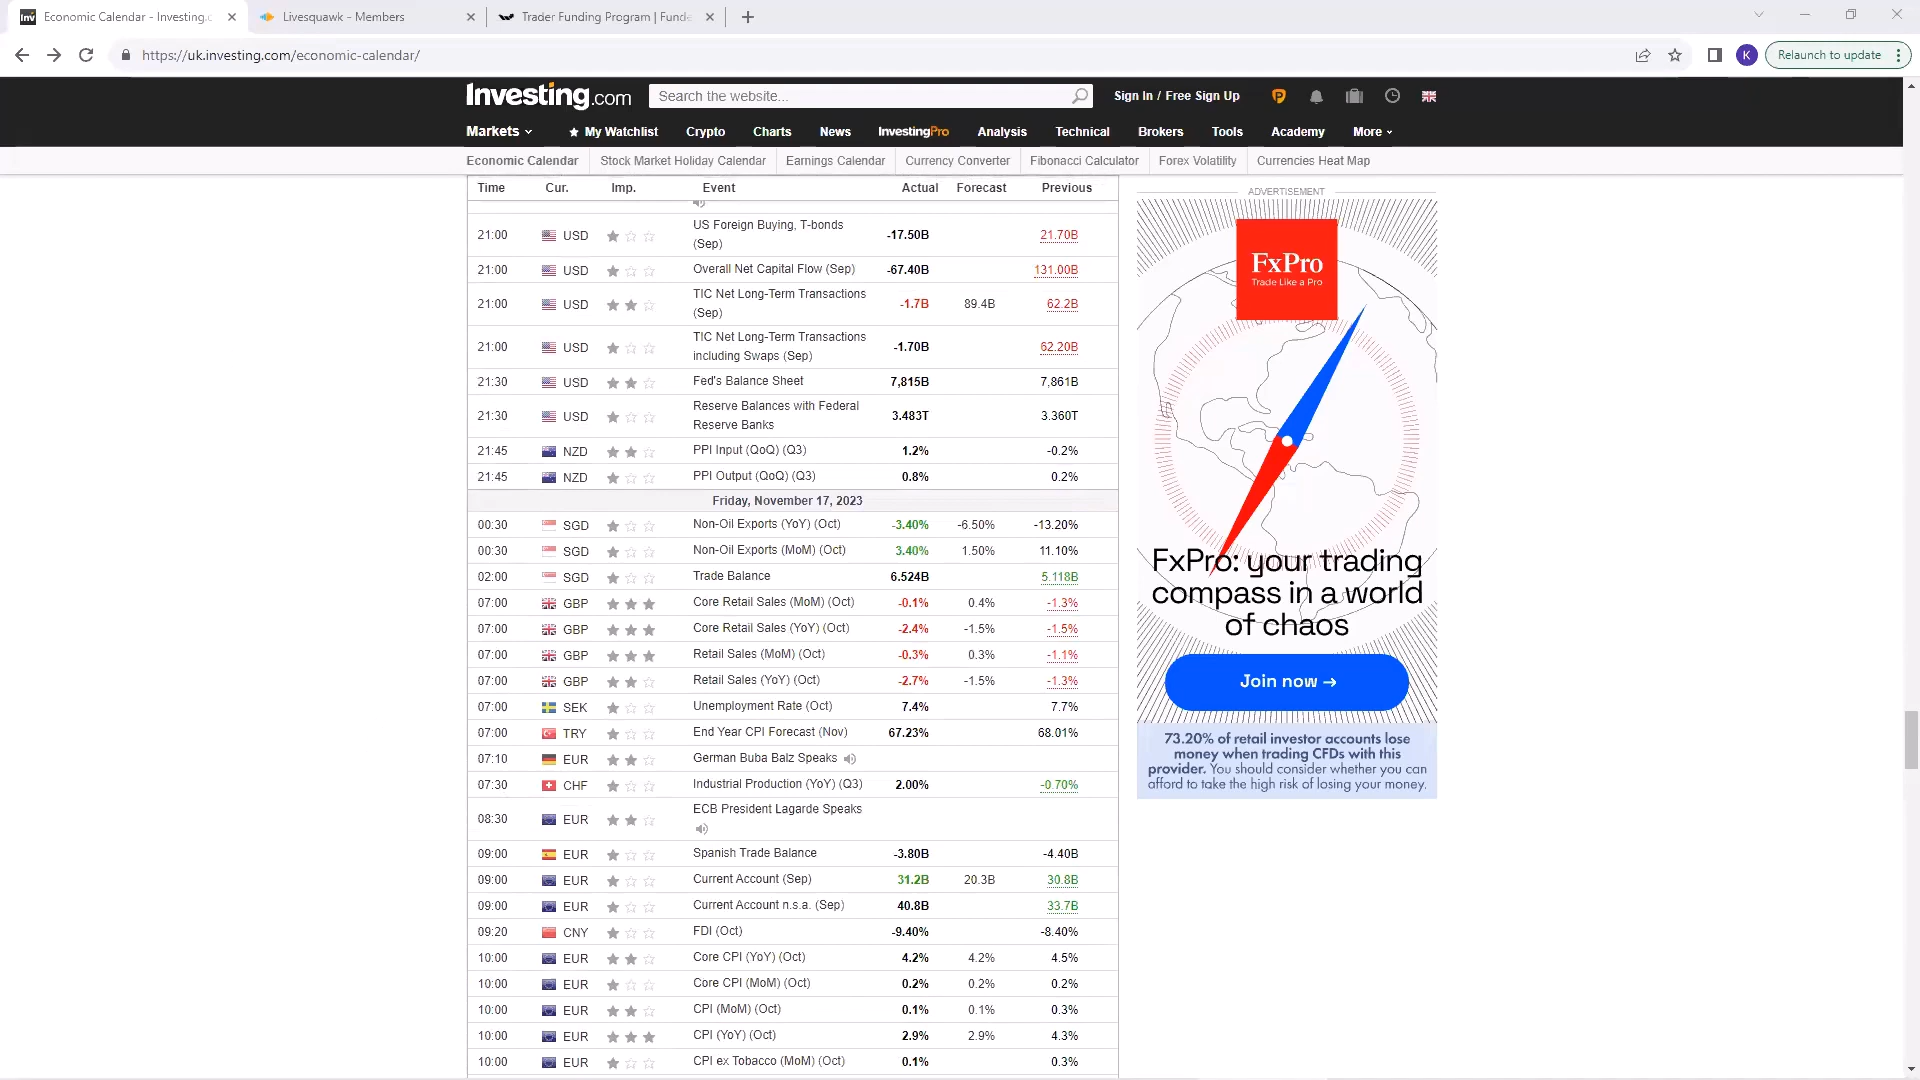 Economic Calendar - Investing.c
Livesquawk - Members
Trader Funding Program | Funde
https://uk.investing.com/economic-calendar/
K
Relaunch to update
Investing.com
Search the website...
Sign In / Free Sign Up
Markets
My Watchlist
Crypto
Charts
News
InvestingPro
Analysis
Technical
Brokers
Tools
Academy
More
Economic Calendar
Stock Market Holiday Calendar
Earnings Calendar
Currency Converter
Fibonacci Calculator
Forex Volatility
Currencies Heat Map
Time Cur. Imp. Event Actual Forecast Previous
21:00 USD US Foreign Buying, T-bonds (Sep) -17.50B 21.70B
21:00 USD Overall Net Capital Flow (Sep) -67.40B 131.00B
21:00 USD TIC Net Long-Term Transactions (Sep) -1.7B 89.4B 62.2B
21:00 USD TIC Net Long-Term Transactions including Swaps (Sep) -1.70B 62.20B
21:30 USD Fed's Balance Sheet 7,815B 7,861B
21:30 USD Reserve Balances with Federal Reserve Banks 3.483T 3.360T
21:45 NZD PPI Input (QoQ) (Q3) 1.2% -0.2%
21:45 NZD PPI Output (QoQ) (Q3) 0.8% 0.2%
Friday, November 17, 2023
00:30 SGD Non-Oil Exports (YoY) (Oct) -3.40% -6.50% -13.20%
00:30 SGD Non-Oil Exports (MoM) (Oct) 3.40% 1.50% 11.10%
02:00 SGD Trade Balance 6.524B 5.118B
07:00 GBP Core Retail Sales (MoM) (Oct) -0.1% 0.4% -1.3%
07:00 GBP Core Retail Sales (YoY) (Oct) -2.4% -1.5% -1.5%
07:00 GBP Retail Sales (MoM) (Oct) -0.3% 0.3% -1.1%
07:00 GBP Retail Sales (YoY) (Oct) -2.7% -1.5% -1.3%
07:00 SEK Unemployment Rate (Oct) 7.4% 7.7%
07:00 TRY End Year CPI Forecast (Nov) 67.23% 68.01%
07:10 EUR German Buba Balz Speaks
07:30 CHF Industrial Production (YoY) (Q3) 2.00% -0.70%
08:30 EUR ECB President Lagarde Speaks
09:00 EUR Spanish Trade Balance -3.80B -4.40B
09:00 EUR Current Account (Sep) 31.2B 20.3B 30.8B
09:00 EUR Current Account n.s.a. (Sep) 40.8B 33.7B
09:20 CNY FDI (Oct) -9.40% -8.40%
10:00 EUR Core CPI (YoY) (Oct) 4.2% 4.2% 4.5%
10:00 EUR Core CPI (MoM) (Oct) 0.2% 0.2% 0.2%
10:00 EUR CPI (MoM) (Oct) 0.1% 0.1% 0.3%
10:00 EUR CPI (YoY) (Oct) 2.9% 2.9% 4.3%
10:00 EUR CPI ex Tobacco (MoM) (Oct) 0.1% 0.3%
ADVERTISEMENT
FxPro
Trade Like a Pro
FxPro: your trading
compass in a world
of chaos
Join now →
73.20% of retail investor accounts lose
money when trading CFDs with this
provider. You should consider whether you can
afford to take the high risk of losing your money.